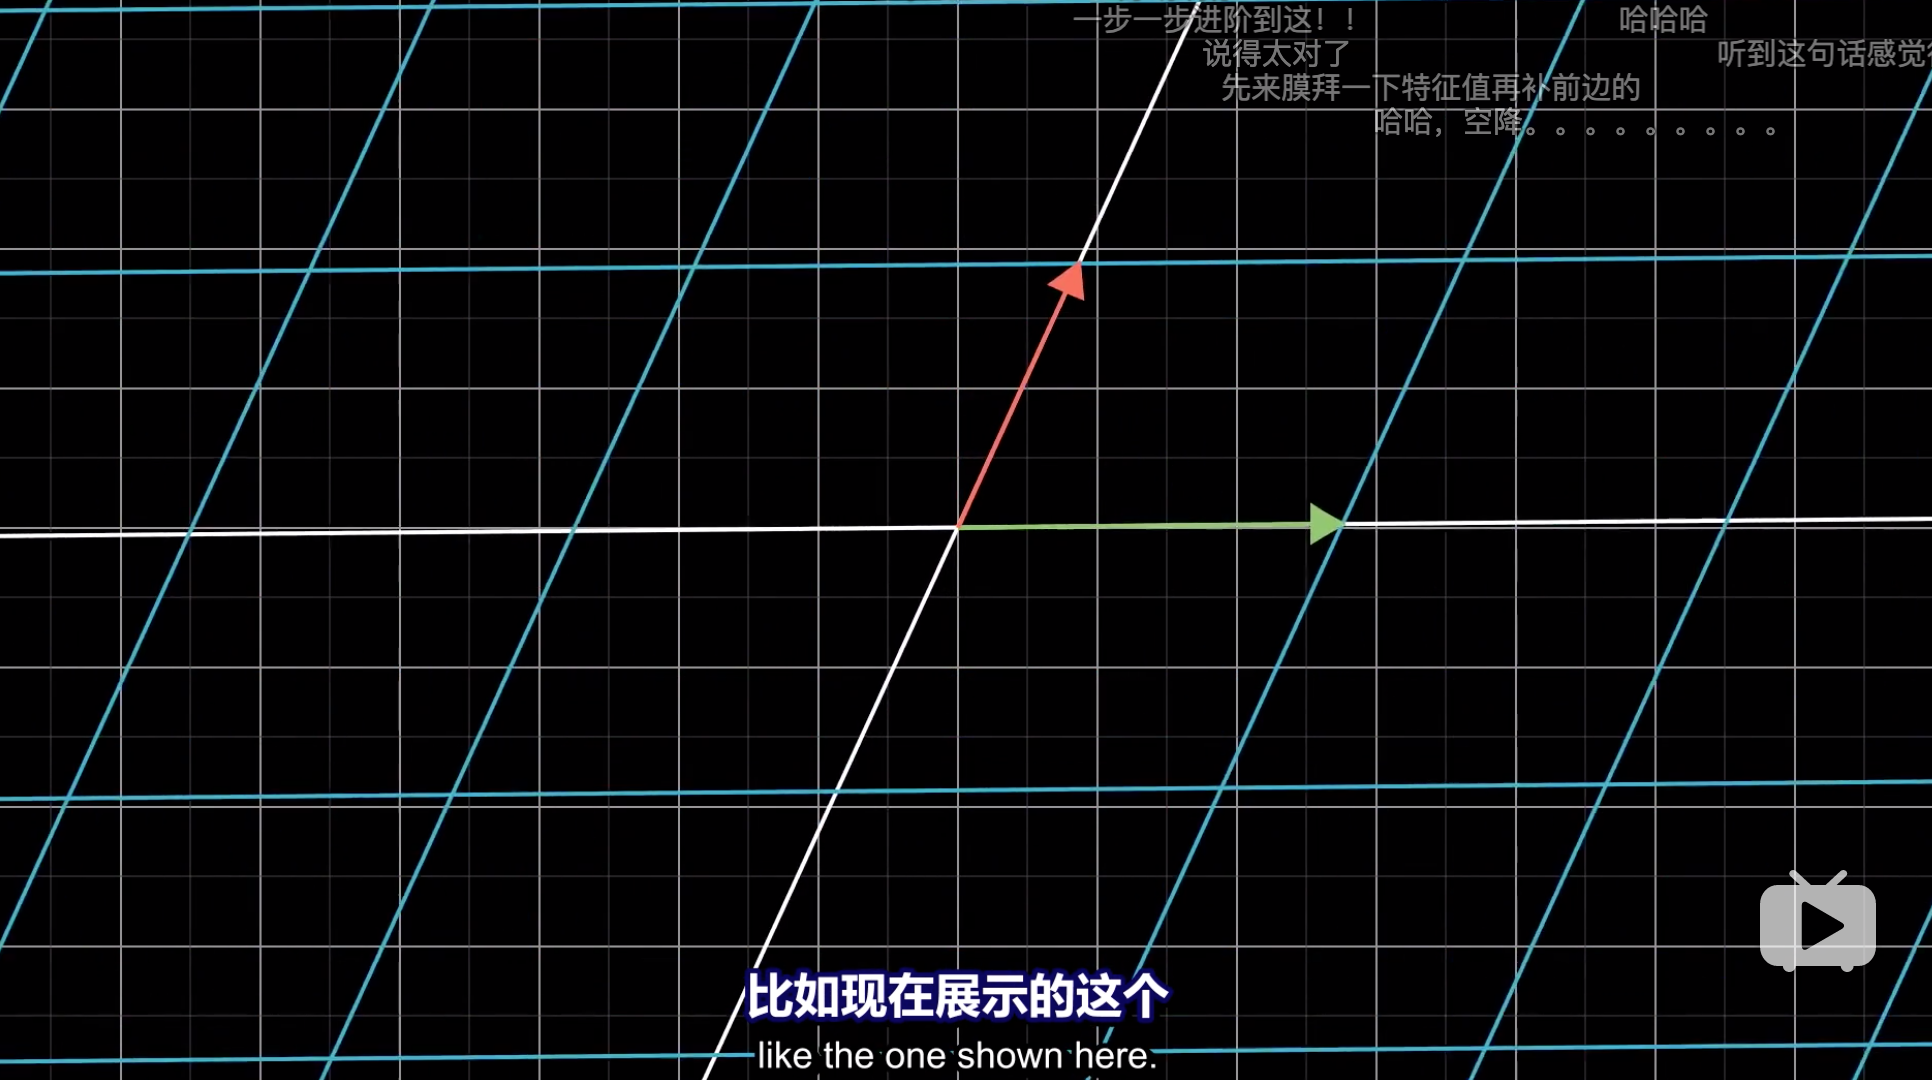 一步一步进阶到这！！
哈哈哈
说得太对了
听到这句话感觉
先来膜拜一下特征值再补前边的
哈哈，空降。。。。。。。。。
比如现在展示的这个
like the one shown here.